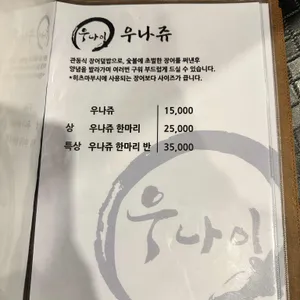 우나이 우나쥬
관동식 장어덮밥으로, 숯불에 초벌한 장어를 쪄낸후
양념을 발라가며 여러번 구워 부드럽게 드실 수 있습니다.
*히츠마부시에 사용되는 장어보다 사이즈가 큽니다.
우나쥬 15,000
상 우나쥬 한마리 25,000
특상 우나쥬 한마리 반 35,000
우나이